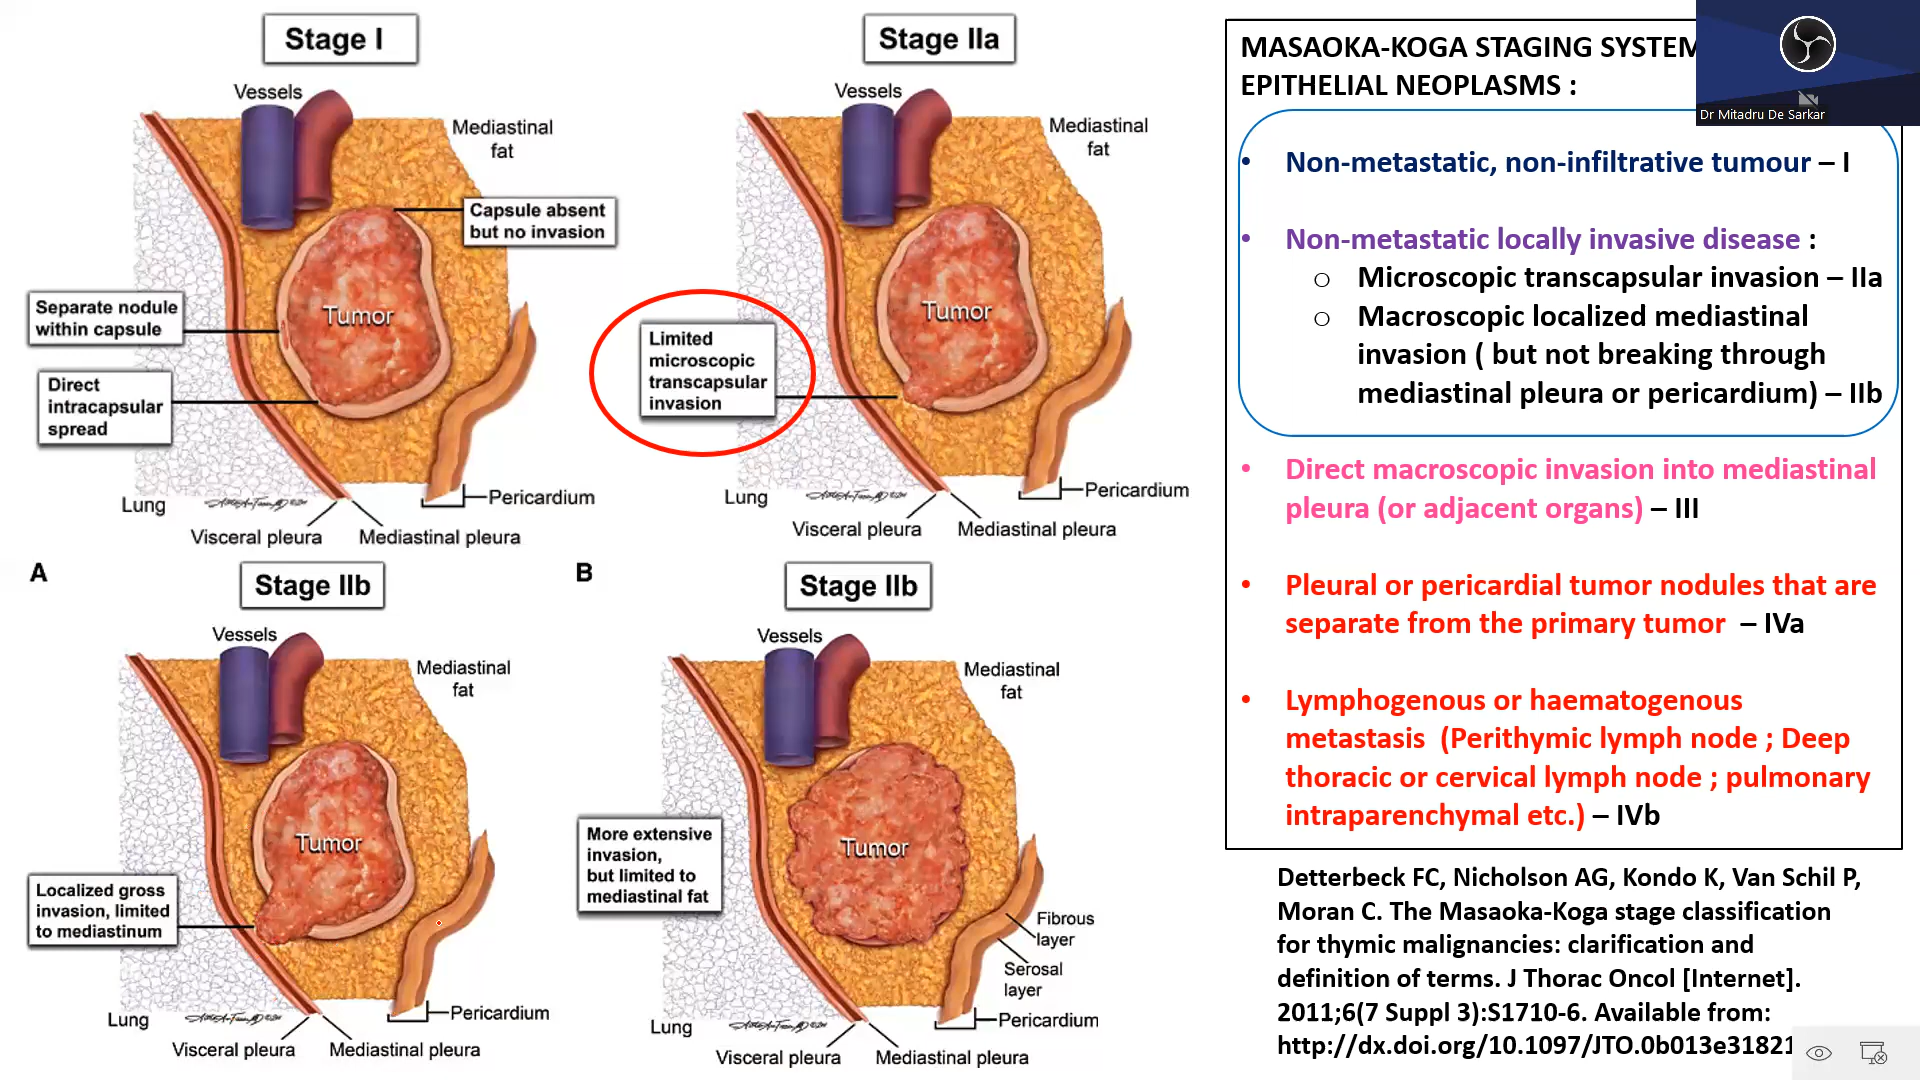 Stage I
Vessels
Mediastinal
fat
Capsule absent
but no invasion
Separate nodule
within capsule
Tumor
Direct
intracapsular
spread
Lung
Pericardium
Visceral pleura
Mediastinal pleura
Stage IIa
Vessels
Mediastinal
fat
Tumor
Limited
microscopic
transcapsular
invasion
Lung
Pericardium
Visceral pleura
Mediastinal pleura
A
Stage IIb
Vessels
Mediastinal
fat
Tumor
Localized gross
invasion, limited
to mediastinum
Lung
Pericardium
Visceral pleura
Mediastinal pleura
B
Stage IIb
Vessels
Mediastinal
fat
Tumor
More extensive
invasion,
but limited to
mediastinal fat
Fibrous
layer
Serosal
layer
Lung
Pericardium
Visceral pleura
Mediastinal pleura
MASAOKA-KOGA STAGING SYSTEM
EPITHELIAL NEOPLASMS :
Dr Mitadru De Sarkar
• Non-metastatic, non-infiltrative tumour – I
• Non-metastatic locally invasive disease :
o Microscopic transcapsular invasion – IIa
o Macroscopic localized mediastinal
invasion ( but not breaking through
mediastinal pleura or pericardium) – IIb
• Direct macroscopic invasion into mediastinal
pleura (or adjacent organs) – III
• Pleural or pericardial tumor nodules that are
separate from the primary tumor – IVa
• Lymphogenous or haematogenous
metastasis (Perithymic lymph node ; Deep
thoracic or cervical lymph node ; pulmonary
intraparenchymal etc.) – IVb
Detterbeck FC, Nicholson AG, Kondo K, Van Schil P,
Moran C. The Masaoka-Koga stage classification
for thymic malignancies: clarification and
definition of terms. J Thorac Oncol [Internet].
2011;6(7 Suppl 3):S1710-6. Available from:
http://dx.doi.org/10.1097/JTO.0b013e31821